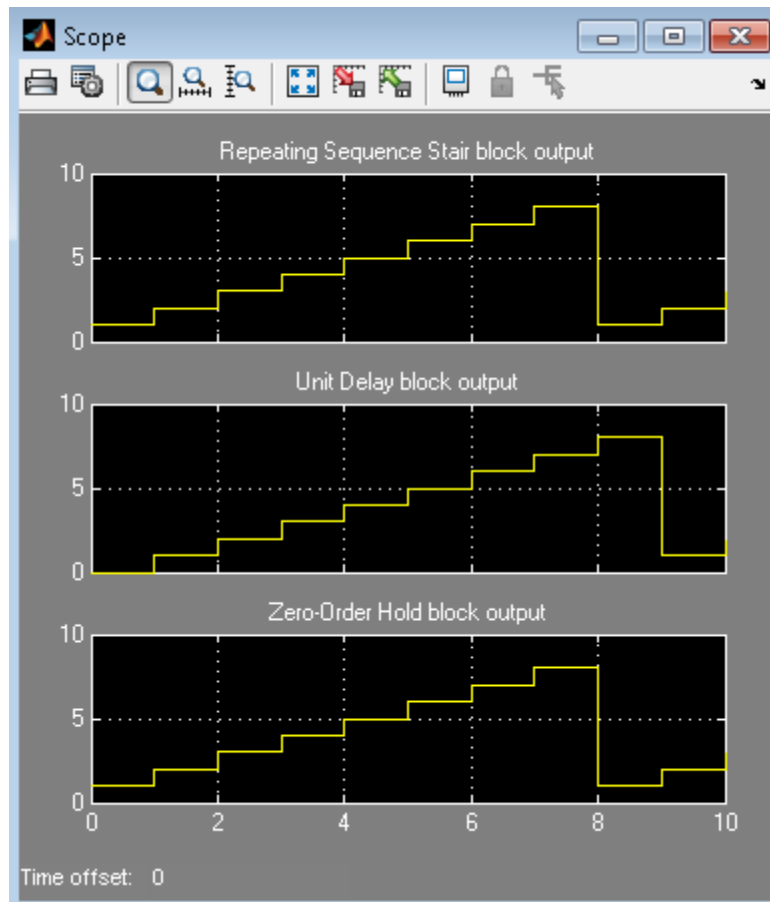 Scope
Repeating Sequence Stair block output
10
5
0
Unit Delay block output
10
5
0
Zero-Order Hold block output
10
5
0
0 2 4 6 8 10
Time offset: 0